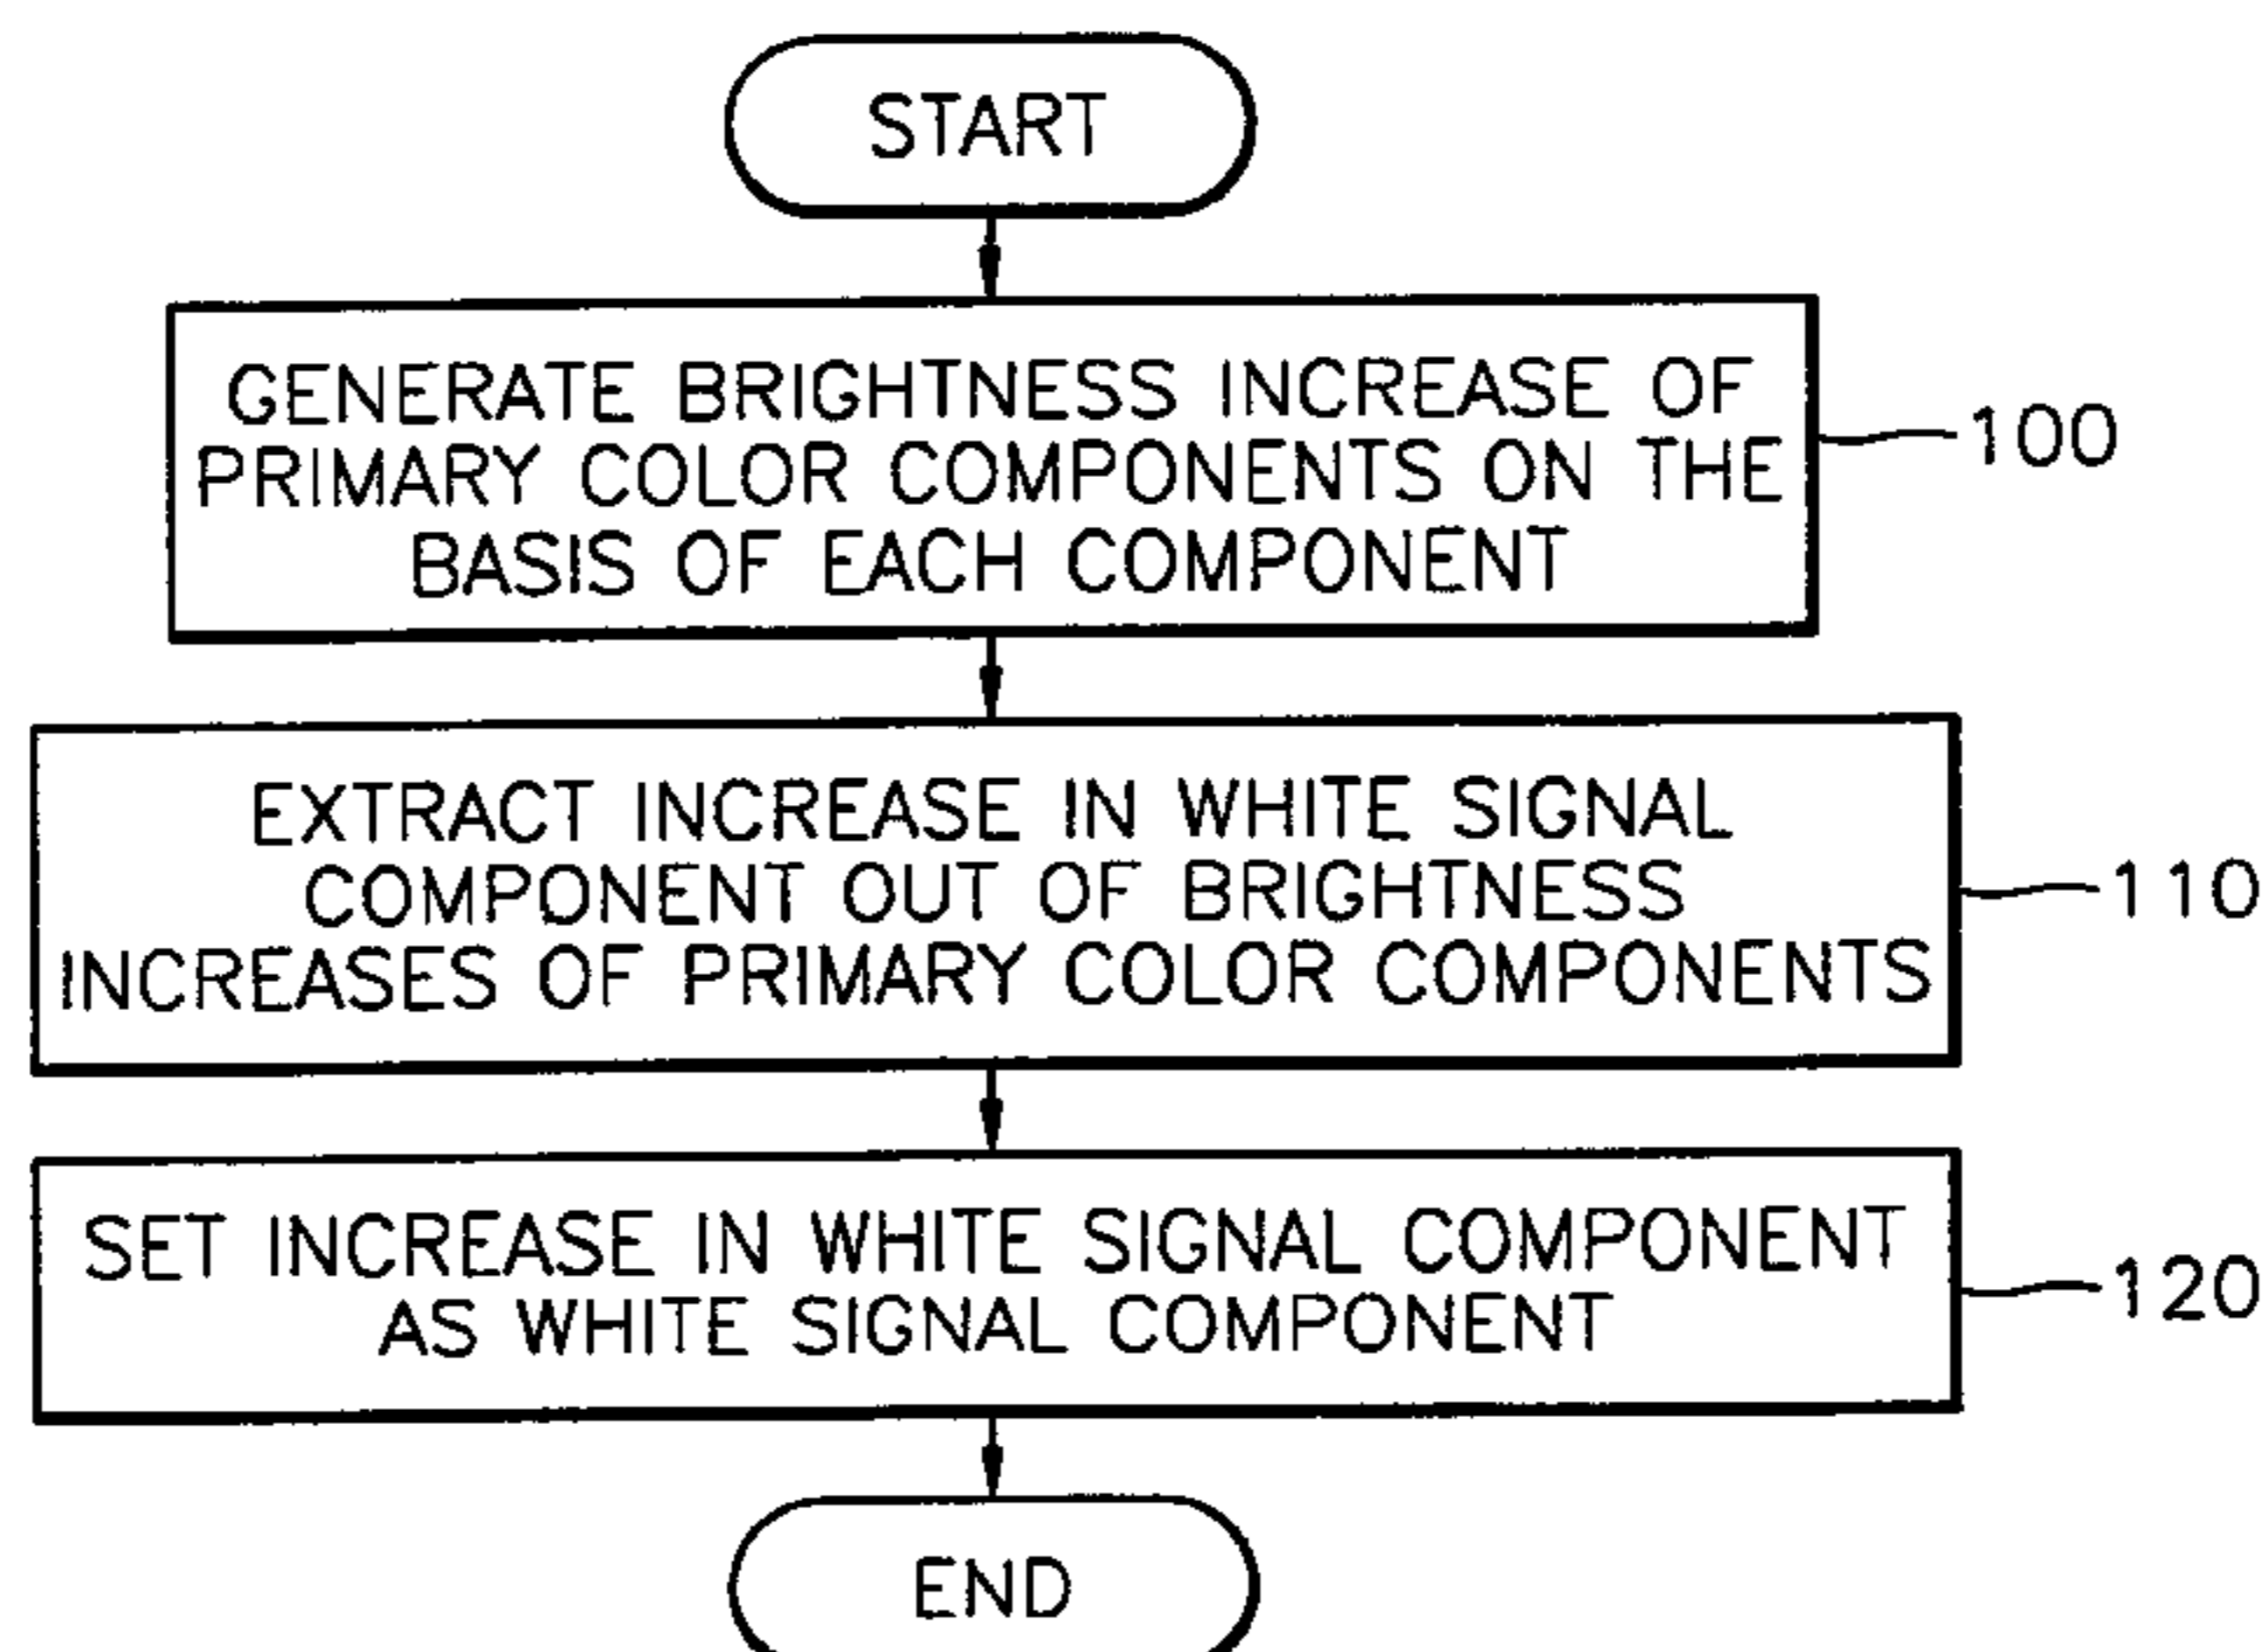 START
GENERATE BRIGHTNESS INCREASE OF
PRIMARY COLOR COMPONENTS ON THE
BASIS OF EACH COMPONENT
100
EXTRACT INCREASE IN WHITE SIGNAL
COMPONENT OUT OF BRIGHTNESS
INCREASES OF PRIMARY COLOR COMPONENTS
110
SET INCREASE IN WHITE SIGNAL COMPONENT
AS WHITE SIGNAL COMPONENT
120
END